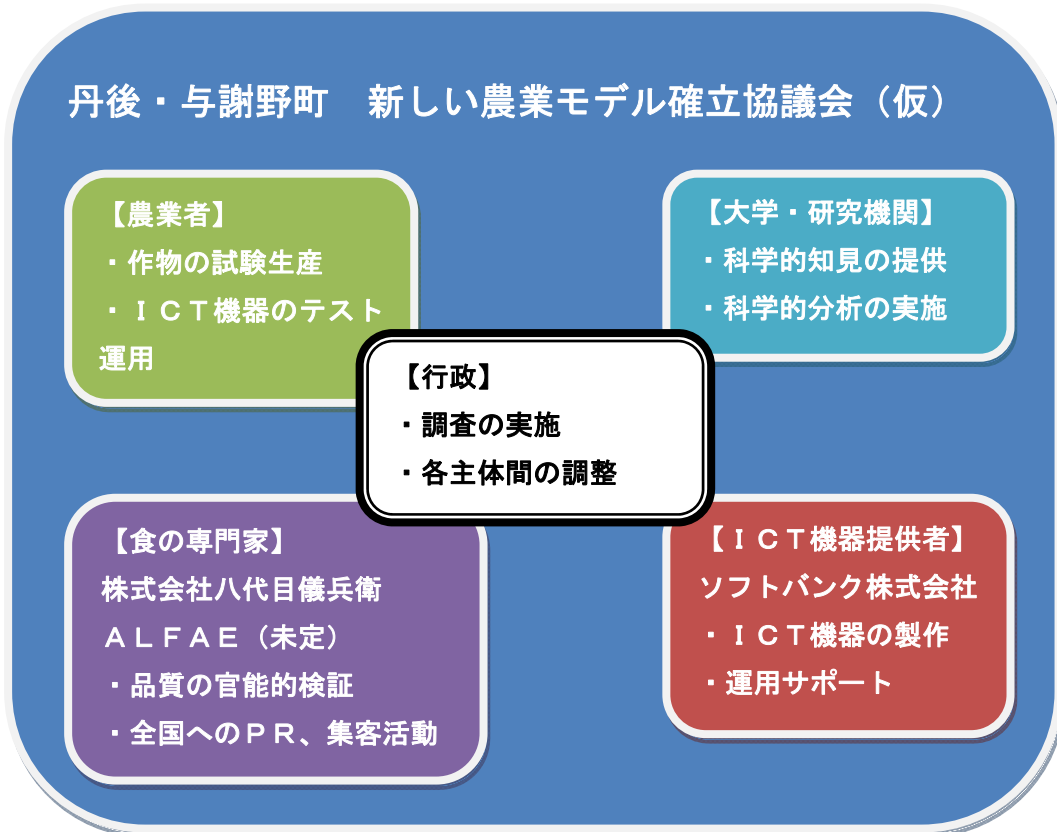 丹後・与謝野町　新しい農業モデル確立協議会（仮）
【農業者】
・作物の試験生産
・ＩＣＴ機器のテスト
運用
【大学・研究機関】
・科学的知見の提供
・科学的分析の実施
【行政】
・調査の実施
・各主体間の調整
【食の専門家】
株式会社八代目儀兵衛
ＡＬＦＡＥ（未定）
・品質の官能的検証
・全国へのＰＲ、集客活動
【ＩＣＴ機器提供者】
ソフトバンク株式会社
・ＩＣＴ機器の製作
・運用サポート